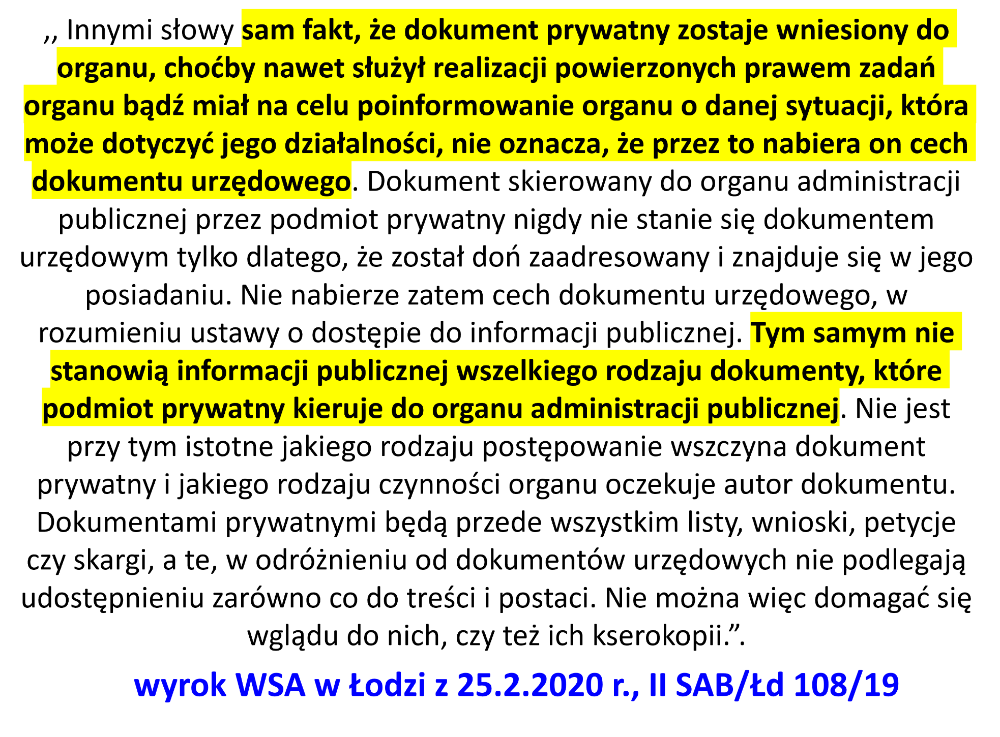 ,, Innymi słowy sam fakt, że dokument prywatny zostaje wniesiony do
organu, choćby nawet służył realizacji powierzonych prawem zadań
organu bądź miał na celu poinformowanie organu o danej sytuacji, która
może dotyczyć jego działalności, nie oznacza, że przez to nabiera on cech
dokumentu urzędowego. Dokument skierowany do organu administracji
publicznej przez podmiot prywatny nigdy nie stanie się dokumentem
urzędowym tylko dlatego, że został doń zaadresowany i znajduje się w jego
posiadaniu. Nie nabierze zatem cech dokumentu urzędowego, w
rozumieniu ustawy o dostępie do informacji publicznej. Tym samym nie
stanowią informacji publicznej wszelkiego rodzaju dokumenty, które
podmiot prywatny kieruje do organu administracji publicznej. Nie jest
przy tym istotne jakiego rodzaju postępowanie wszczyna dokument
prywatny i jakiego rodzaju czynności organu oczekuje autor dokumentu.
Dokumentami prywatnymi będą przede wszystkim listy, wnioski, petycje
czy skargi, a te, w odróżnieniu od dokumentów urzędowych nie podlegają
udostępnieniu zarówno co do treści i postaci. Nie można więc domagać się
wglądu do nich, czy też ich kserokopii.”.
wyrok WSA w Łodzi z 25.2.2020 r., II SAB/Łd 108/19